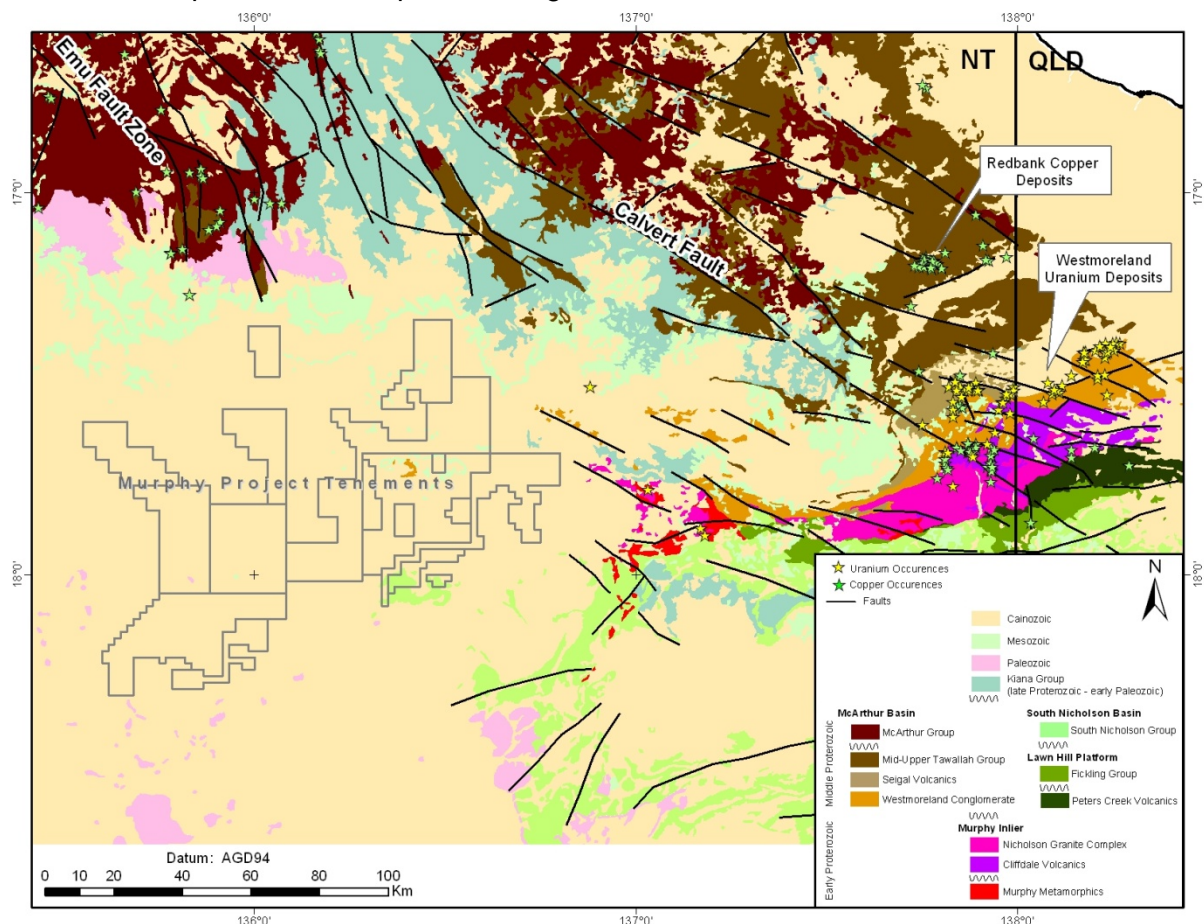 136°0'
137°0'
138°0'
Emu Fault Zone
NT
QLD
Redbank Copper
Deposits
17°0'
17°0'
Calvert Fault
Westmoreland
Uranium Deposits
Murphy Project Tenements
18°0'
18°0'
N
Uranium Occurences
Copper Occurences
Faults
Cainozoic
Mesozoic
Paleozoic
Kiana Group
(late Proterozoic - early Paleozoic)
McArthur Basin
South Nicholson Basin
McArthur Group
South Nicholson Group
Middle Proterozoic
Lawn Hill Platform
Mid-Upper Tawallah Group
Fickling Group
Seigal Volcanics
Peters Creek Volcanics
Westmoreland Conglomerate
Early Proterozoic
Murphy Inlier
Nicholson Granite Complex
Cliffdale Volcanics
Murphy Metamorphics
Datum: AGD94
0 10 20 40 60 80 100
Km
136°0'
137°0'
138°0'